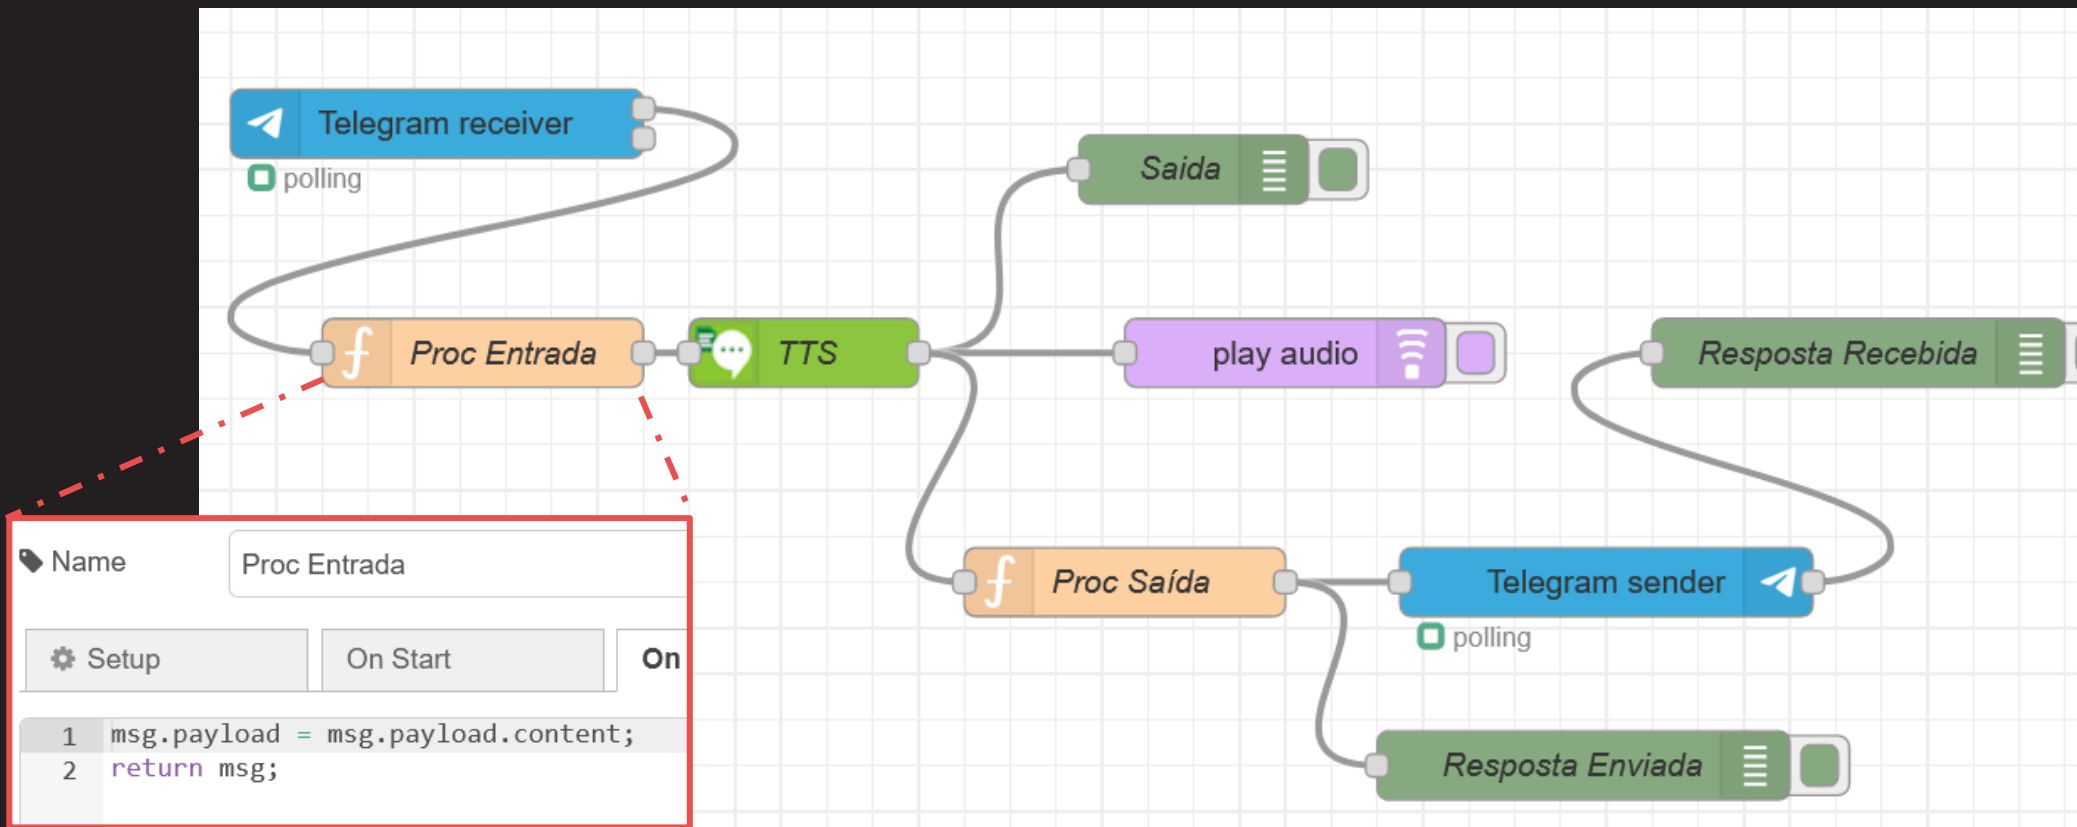 Telegram receiver
polling
Saida
Proc Entrada
TTS
play audio
Resposta Recebida
Proc Saída
Telegram sender
polling
Resposta Enviada
Name
Proc Entrada
Setup
On Start
On
1 msg.payload = msg.payload.content;
2 return msg;